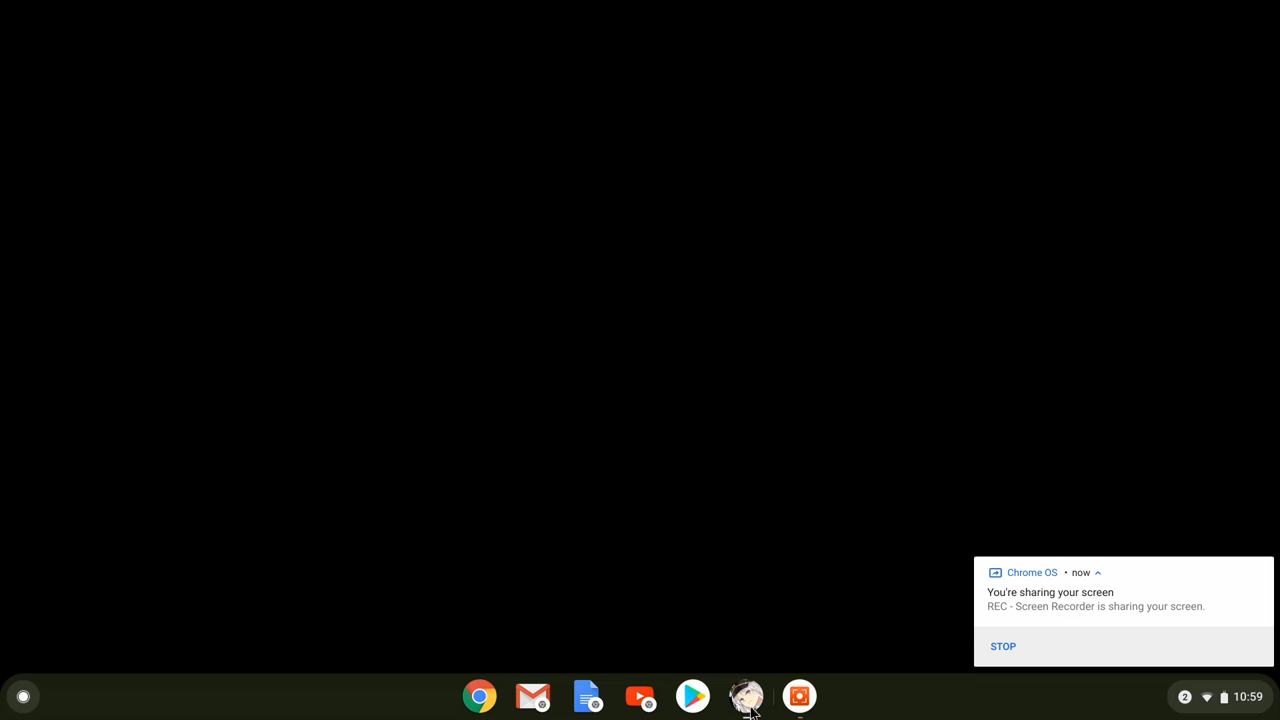 Chrome OS • now
You're sharing your screen
REC - Screen Recorder is sharing your screen.
STOP
2 10:59